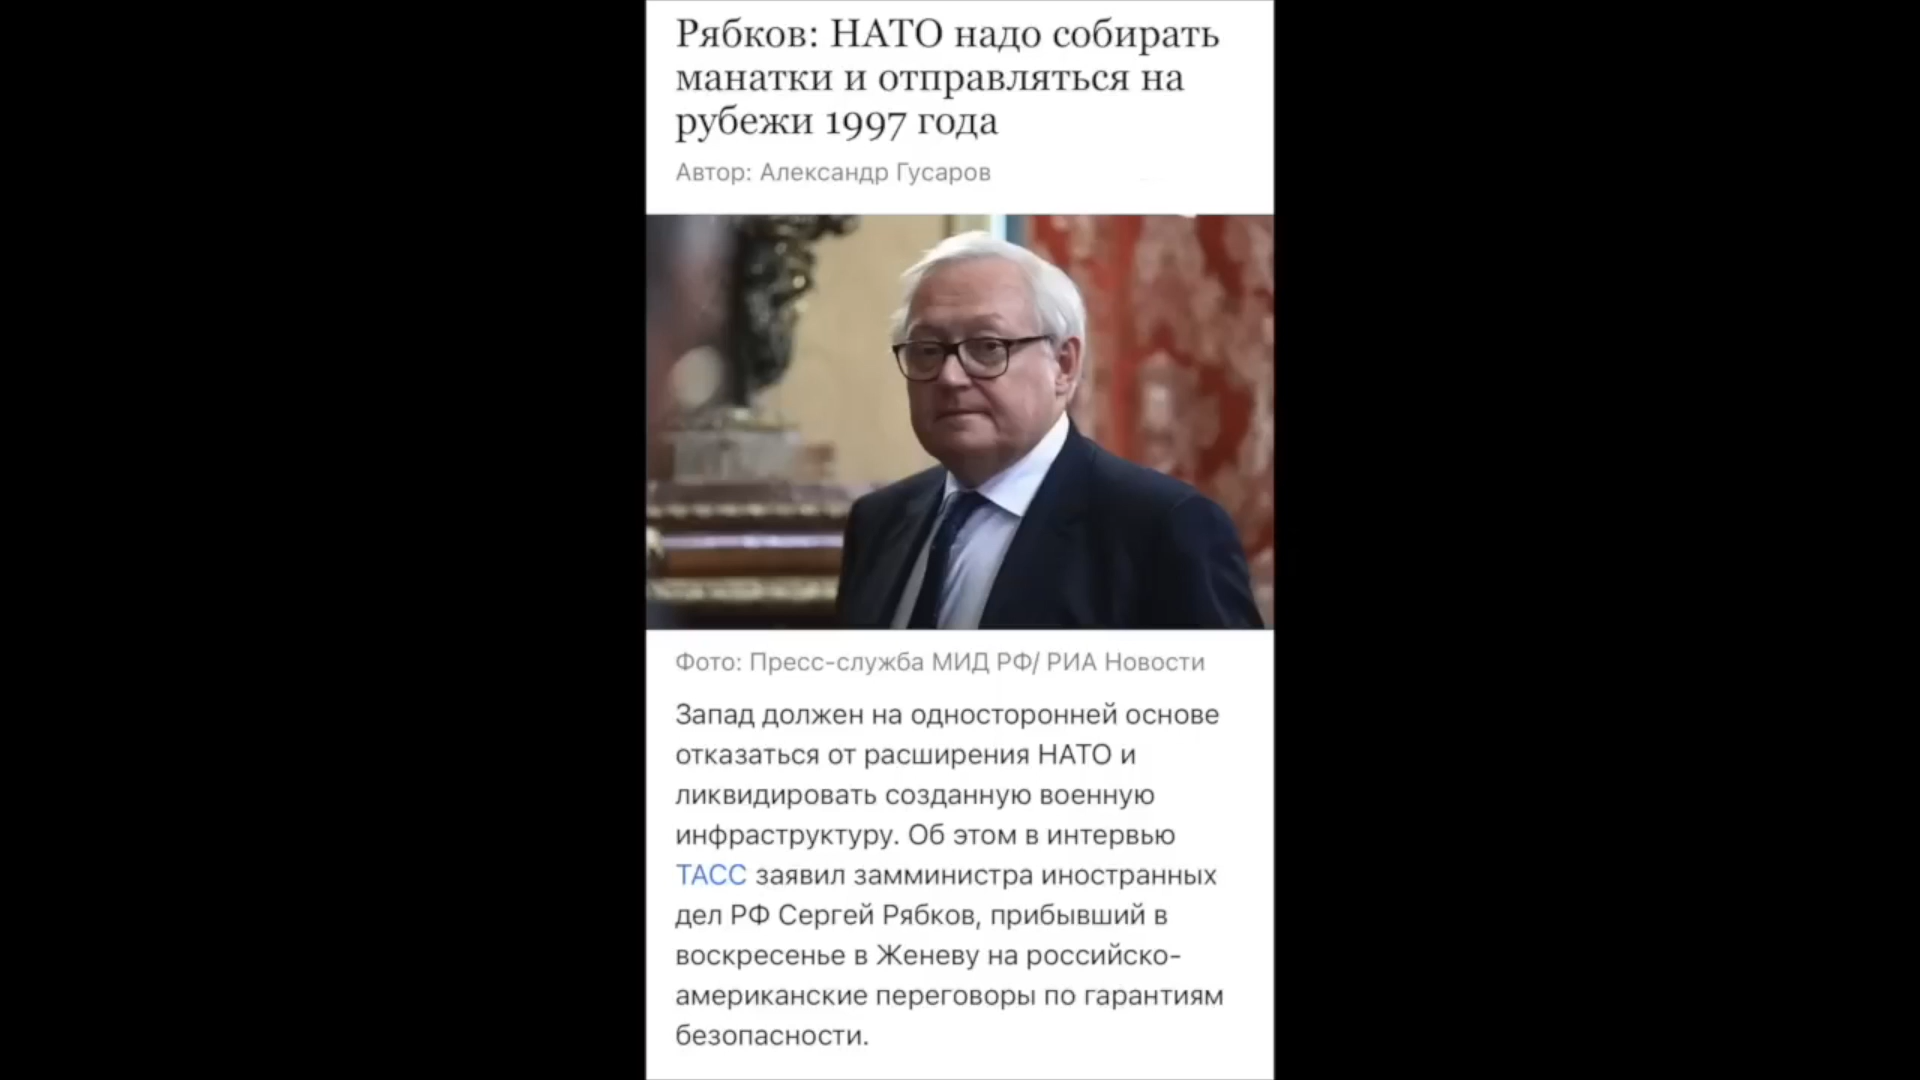 Рябков: НАТО надо собирать
манатки и отправляться на
рубежи 1997 года
Автор: Александр Гусаров
Фото: Пресс-служба МИД РФ/ РИА Новости
Запад должен на односторонней основе
отказаться от расширения НАТО и
ликвидировать созданную военную
инфраструктуру. Об этом в интервью
ТАСС заявил замминистра иностранных
дел РФ Сергей Рябков, прибывший в
воскресенье в Женеву на российско-
американские переговоры по гарантиям
безопасности.